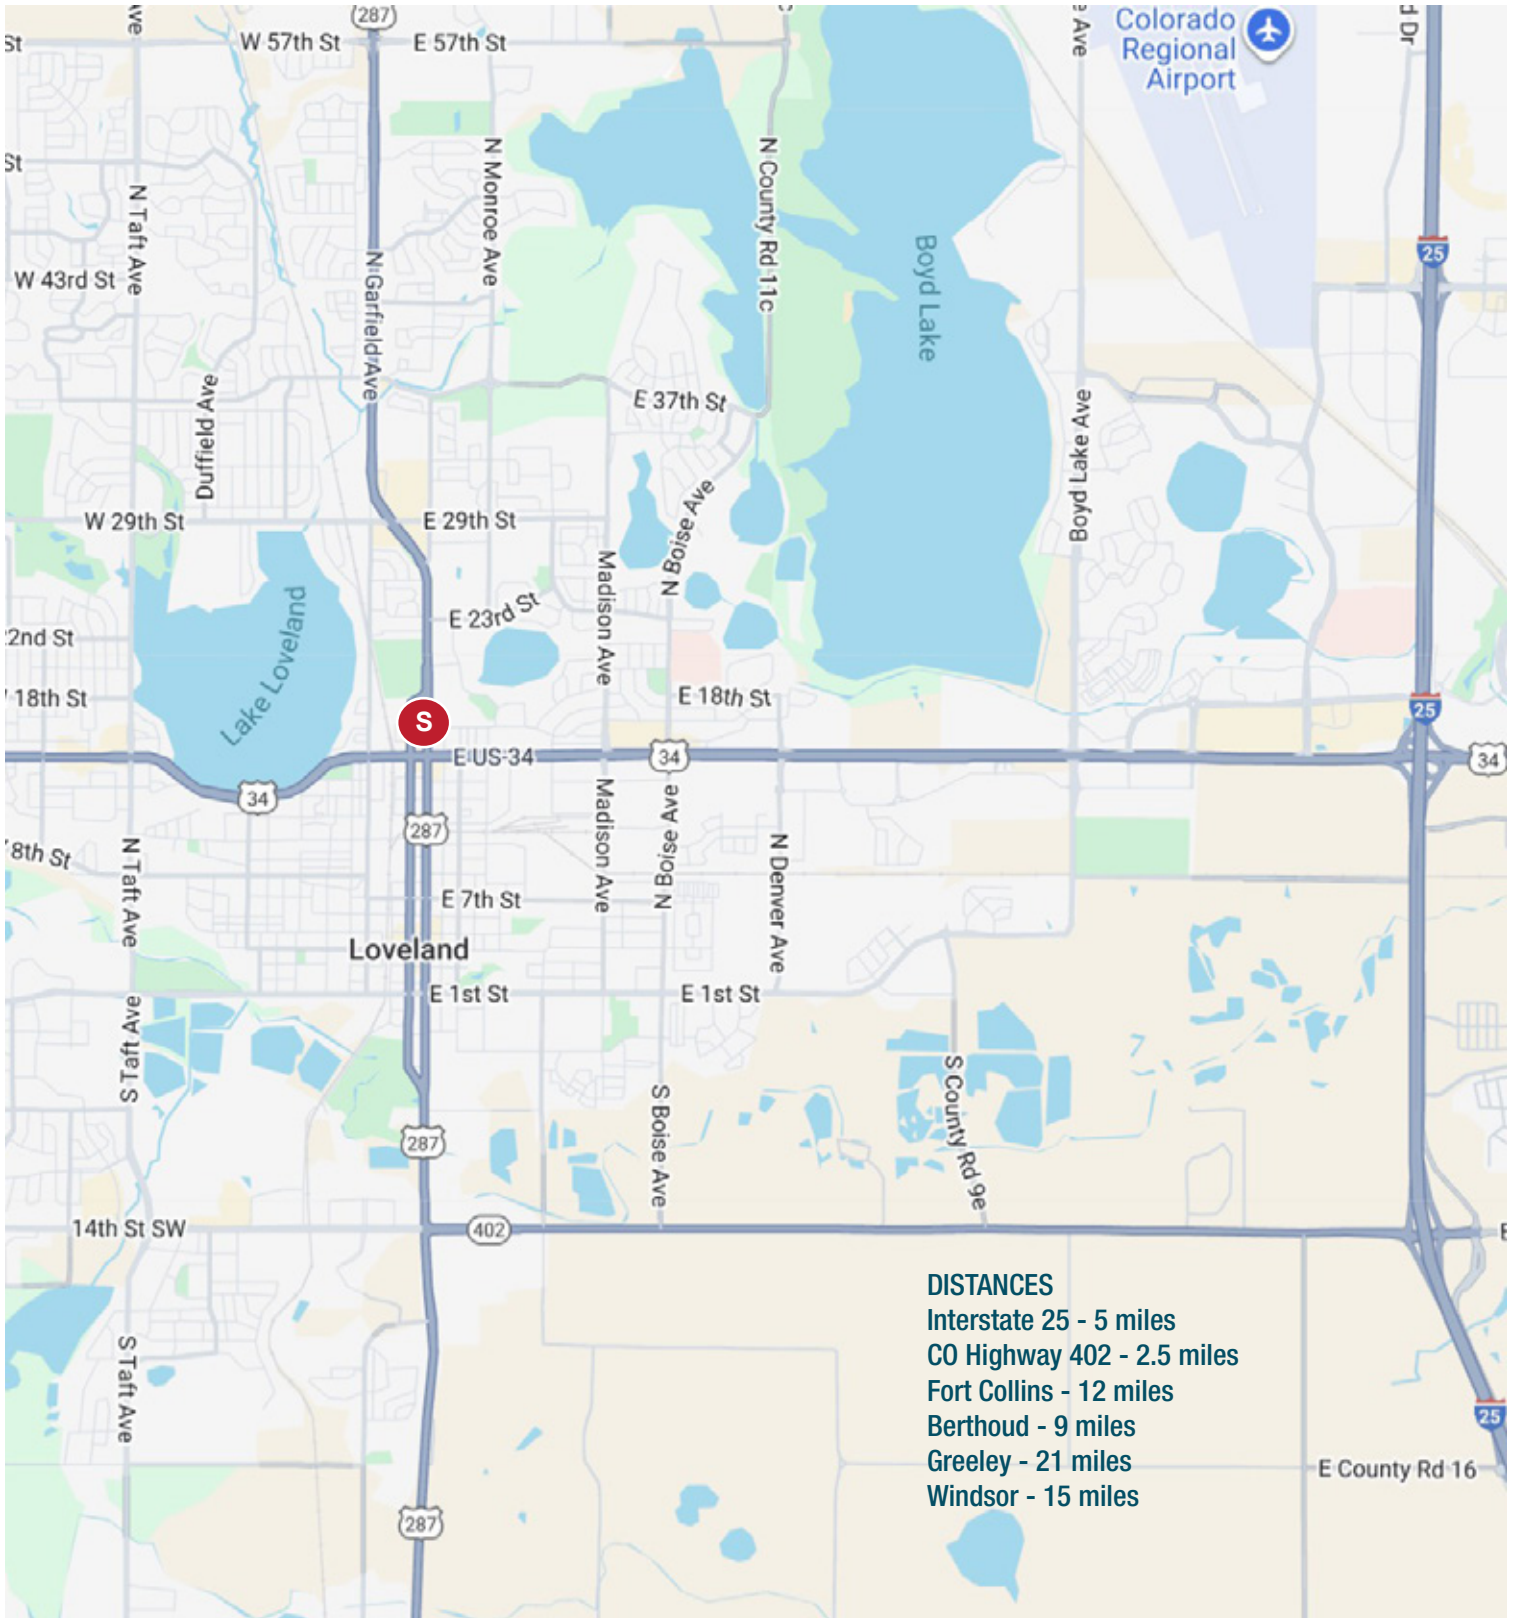 287
Ave
e Ave
d Dr
Colorado
Regional
Airport
St
W 57th St
E 57th St
St
N Taft Ave
N Monroe Ave
N County Rd 11c
W 43rd St
N Garfield Ave
Boyd Lake
25
Duffield Ave
E 37th St
Boyd Lake Ave
W 29th St
E 29th St
N Boise Ave
Madison Ave
Lake Loveland
E 23rd St
2nd St
18th St
E 18th St
S
25
E US-34
34
34
34
287
8th St
N Taft Ave
Madison Ave
N Boise Ave
N Denver Ave
E 7th St
Loveland
E 1st St
E 1st St
S Taft Ave
S Boise Ave
S County Rd 9e
287
14th St SW
402
E
DISTANCES
Interstate 25 - 5 miles
CO Highway 402 - 2.5 miles
Fort Collins - 12 miles
Berthoud - 9 miles
Greeley - 21 miles
Windsor - 15 miles
S Taft Ave
25
E County Rd 16
287